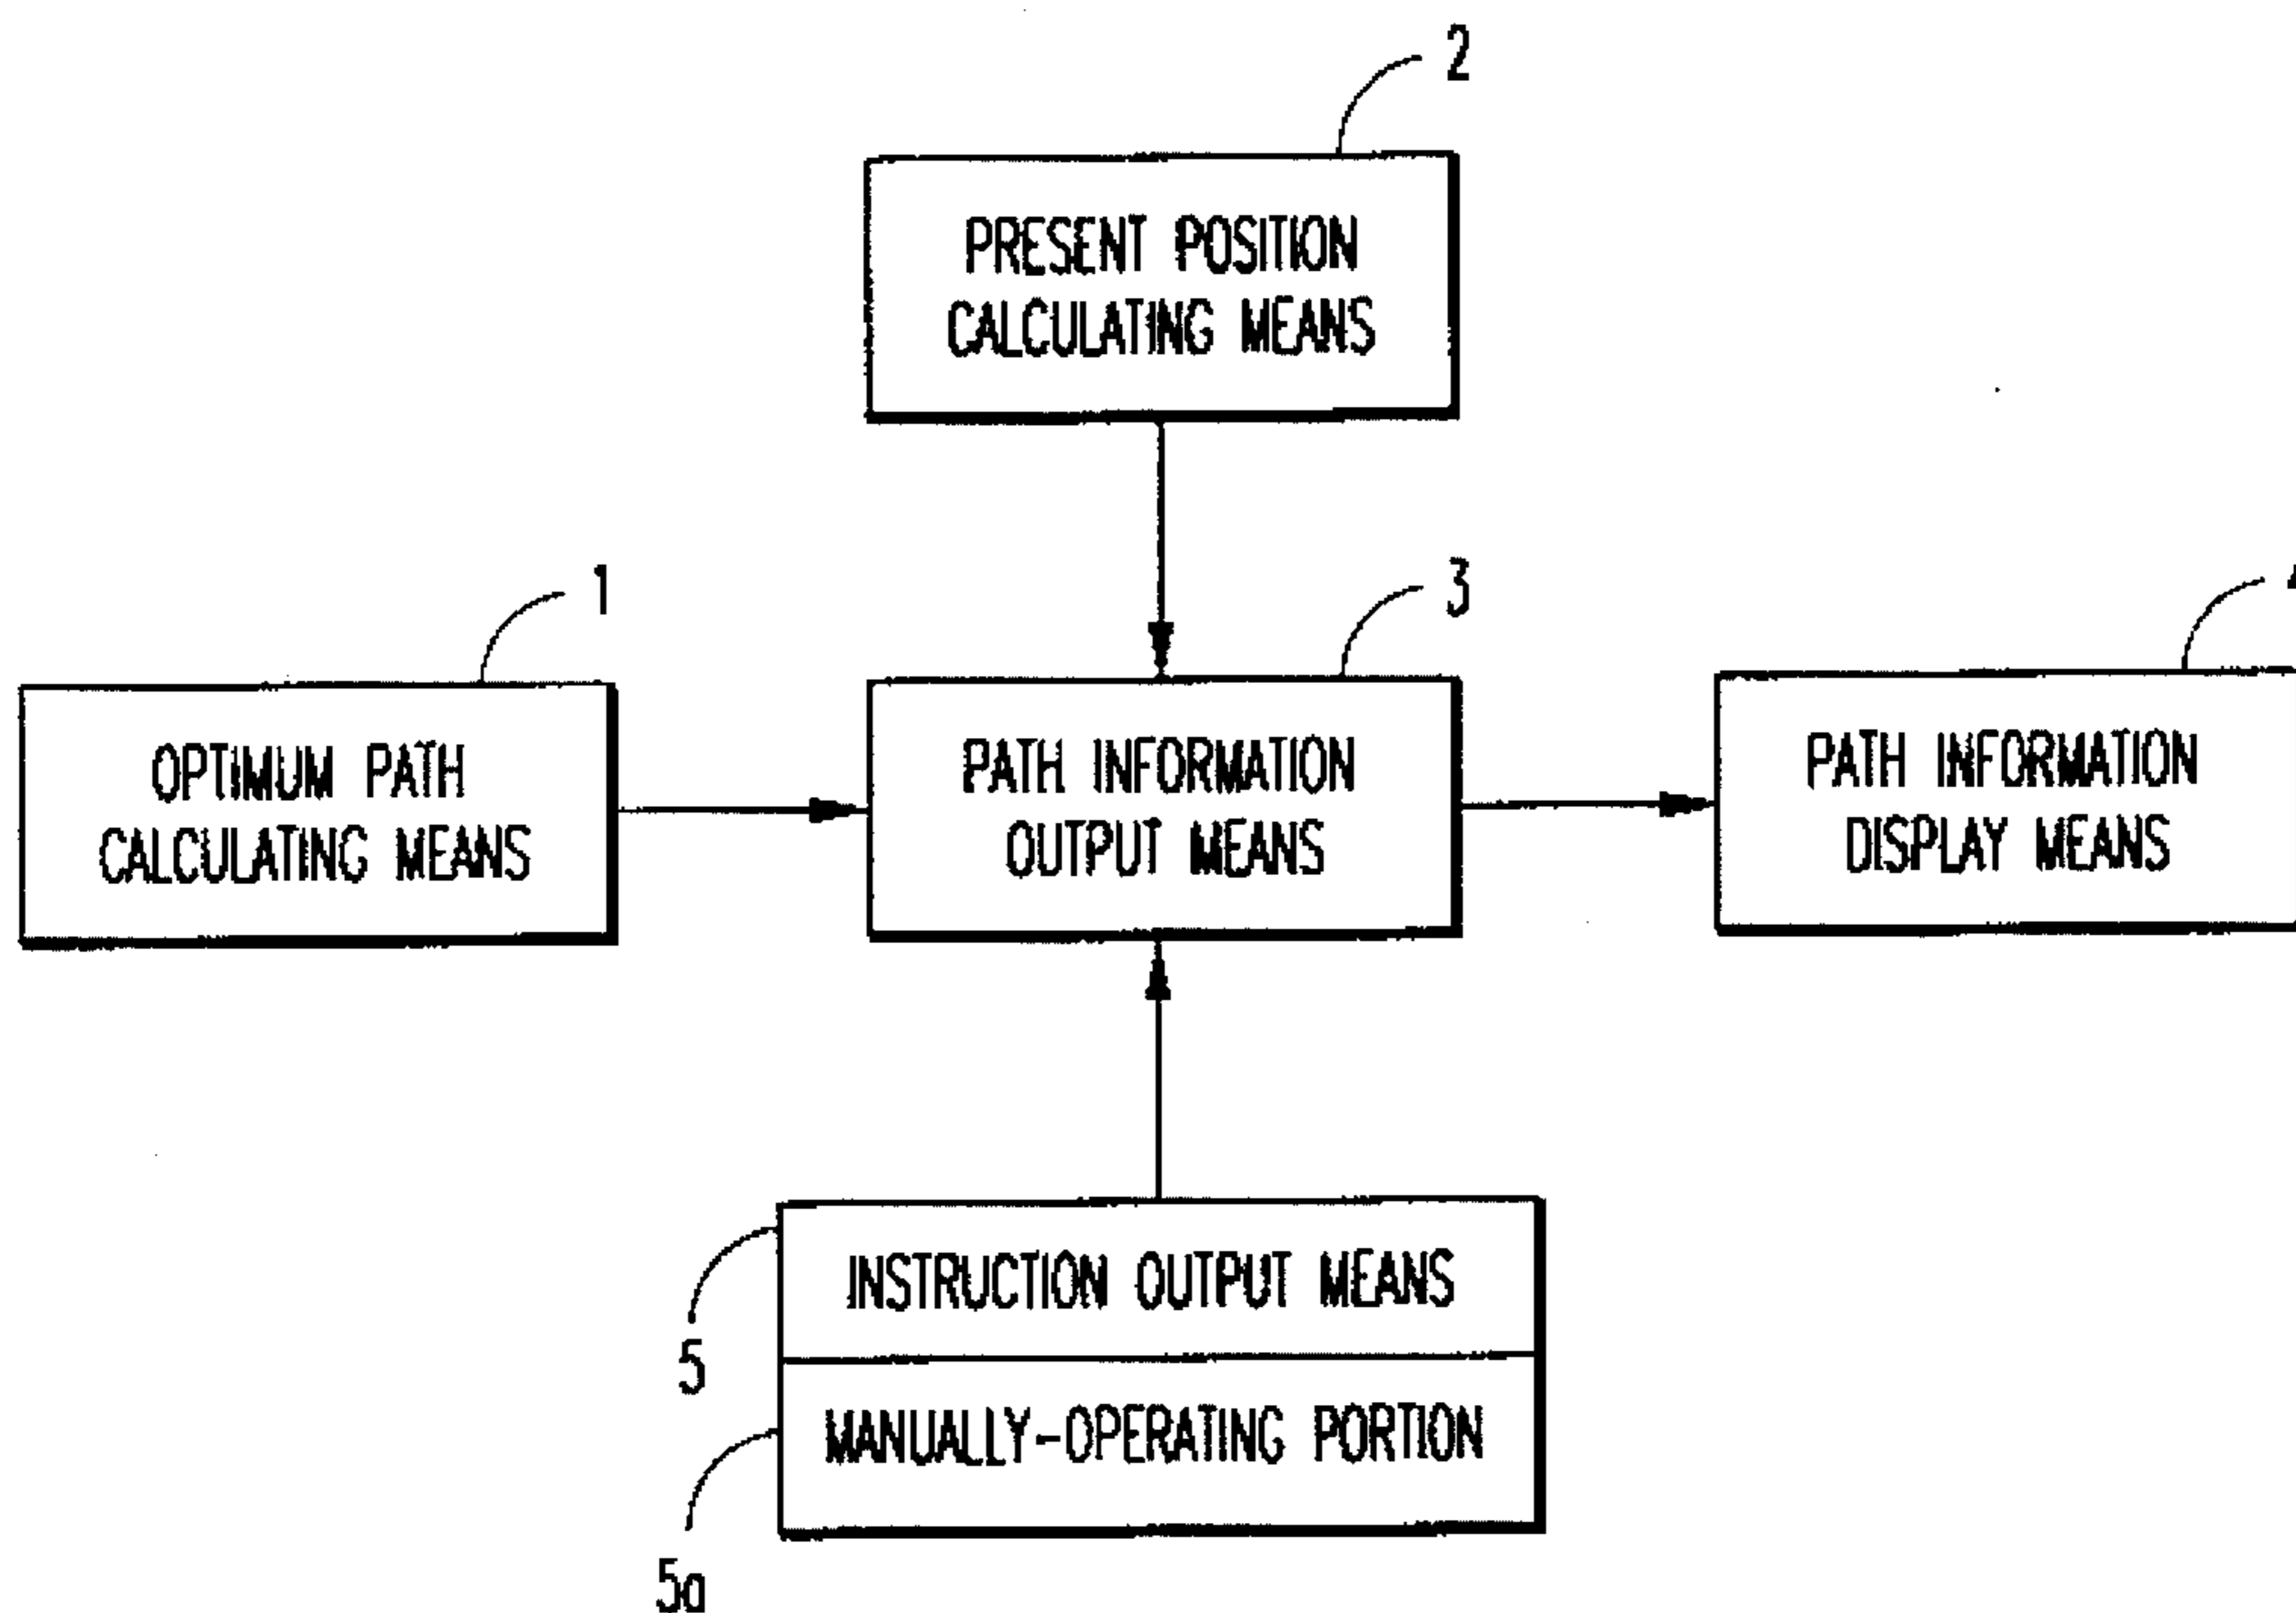 2
PRESENT POSITION
CALCULATING MEANS
1
3
OPTIMUM PATH
CALCULATING MEANS
PATH INFORMATION
OUTPUT MEANS
PATH INFORMATION
DISPLAY MEANS
INSTRUCTION OUTPUT MEANS
5
MANUALLY-OPERATING PORTION
5a